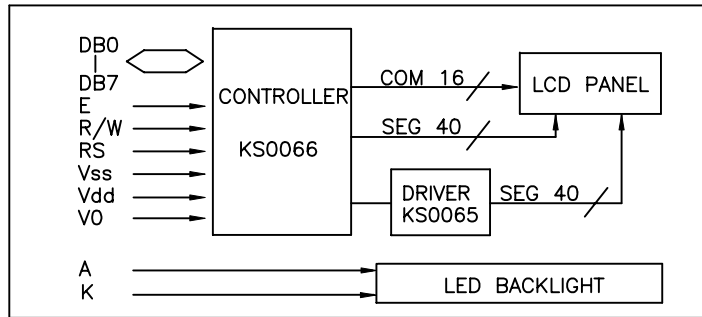 DB0
DB7
E
R/W
RS
Vss
Vdd
V0
A
K
CONTROLLER
KS0066
COM 16
SEG 40
DRIVER
KS0065
SEG 40
LCD PANEL
LED BACKLIGHT